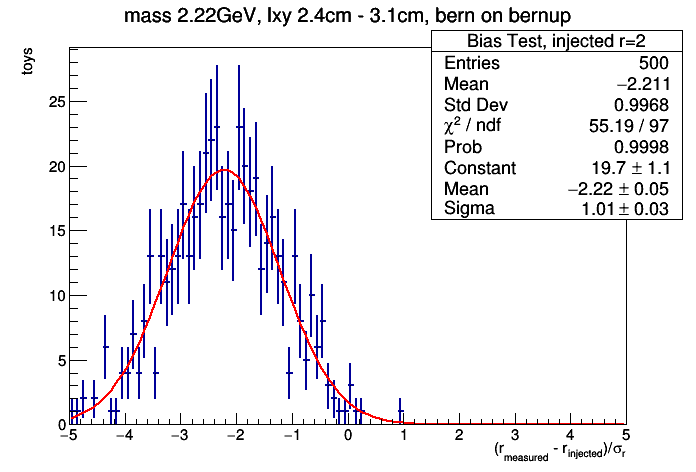 mass 2.22GeV, lxy 2.4cm - 3.1cm, bern on bernup
toys
Bias Test, injected r=2
Entries 500
Mean −2.211
Std Dev 0.9968
χ² / ndf 55.19 / 97
Prob 0.9998
Constant 19.7 ± 1.1
Mean −2.22 ± 0.05
Sigma 1.01 ± 0.03
25
20
15
10
5
0
−5 −4 −3 −2 −1 0 1 2 3 4 5
(r_measured - r_injected)/σ_r